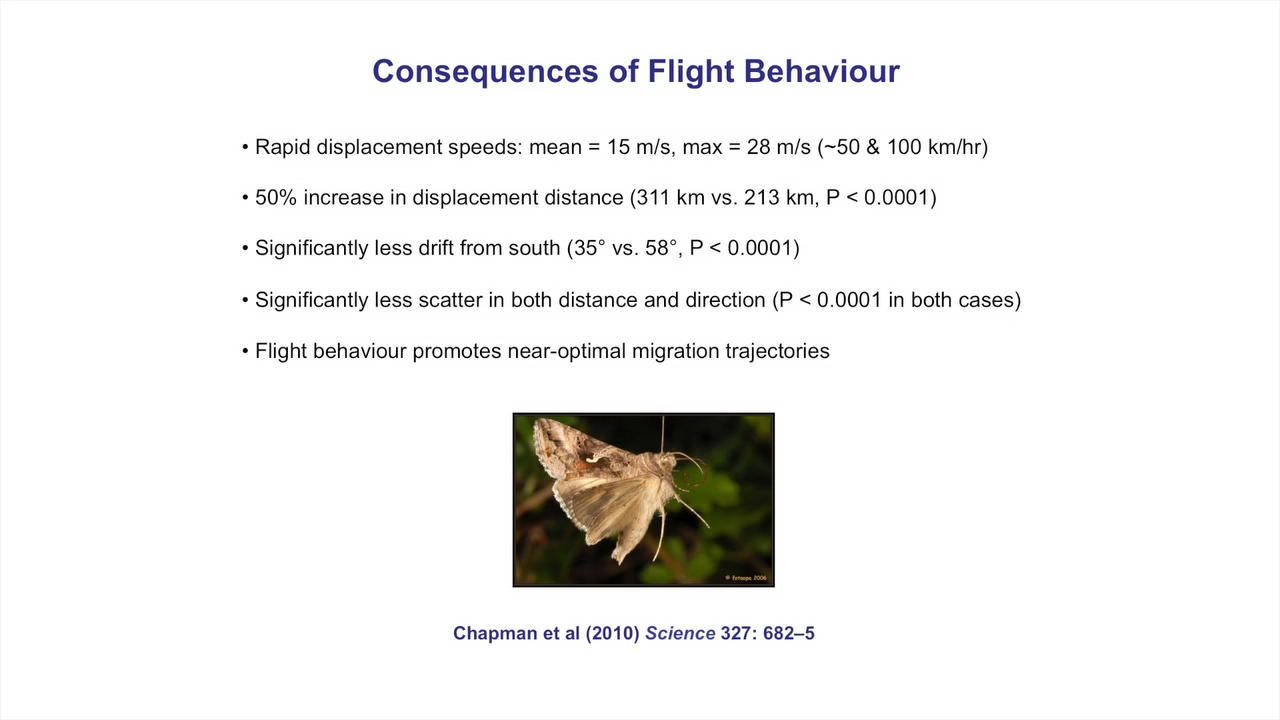 Consequences of Flight Behaviour
• Rapid displacement speeds: mean = 15 m/s, max = 28 m/s (~50 & 100 km/hr)
• 50% increase in displacement distance (311 km vs. 213 km, P < 0.0001)
• Significantly less drift from south (35° vs. 58°, P < 0.0001)
• Significantly less scatter in both distance and direction (P < 0.0001 in both cases)
• Flight behaviour promotes near-optimal migration trajectories
© Entropa 2006
Chapman et al (2010) Science 327: 682–5